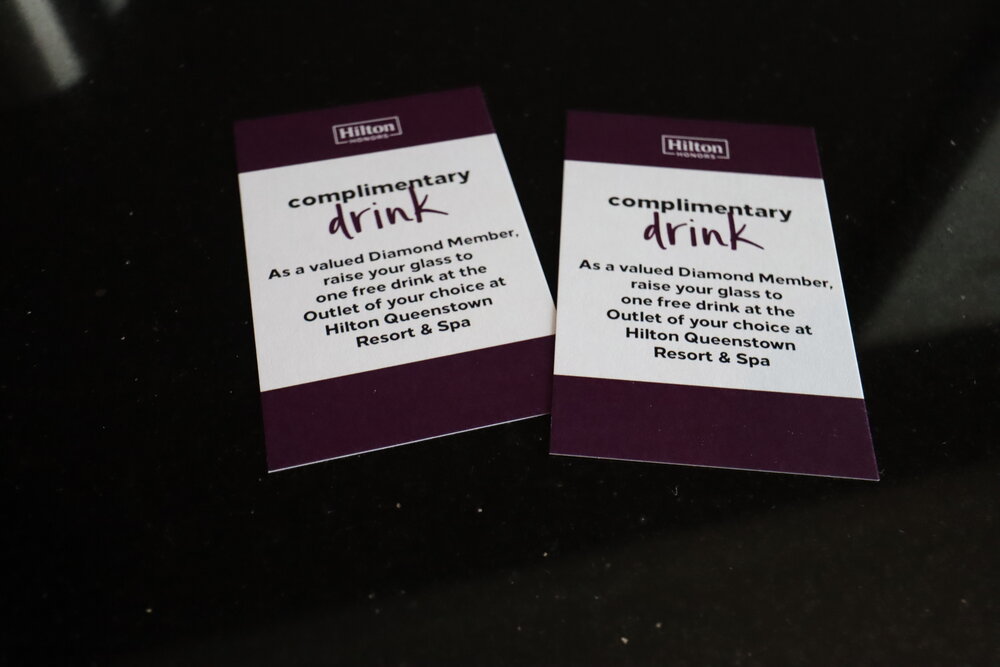 Hilton
HONORS
complimentary
drink
As a valued Diamond Member,
raise your glass to
one free drink at the
Outlet of your choice at
Hilton Queenstown
Resort & Spa
Hilton
HONORS
complimentary
drink
As a valued Diamond Member,
raise your glass to
one free drink at the
Outlet of your choice at
Hilton Queenstown
Resort & Spa